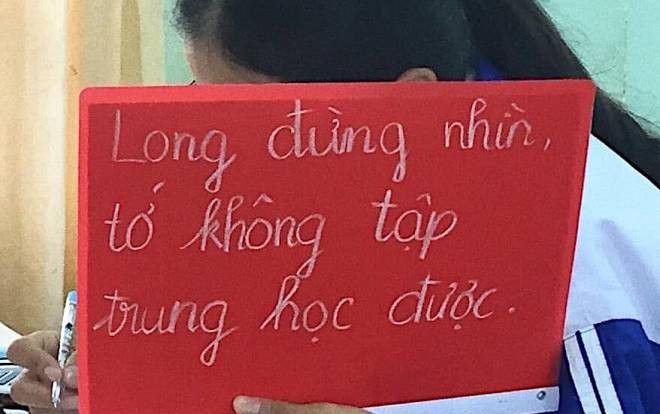 Long đừng nhìn,
tớ không tập
trung học được.